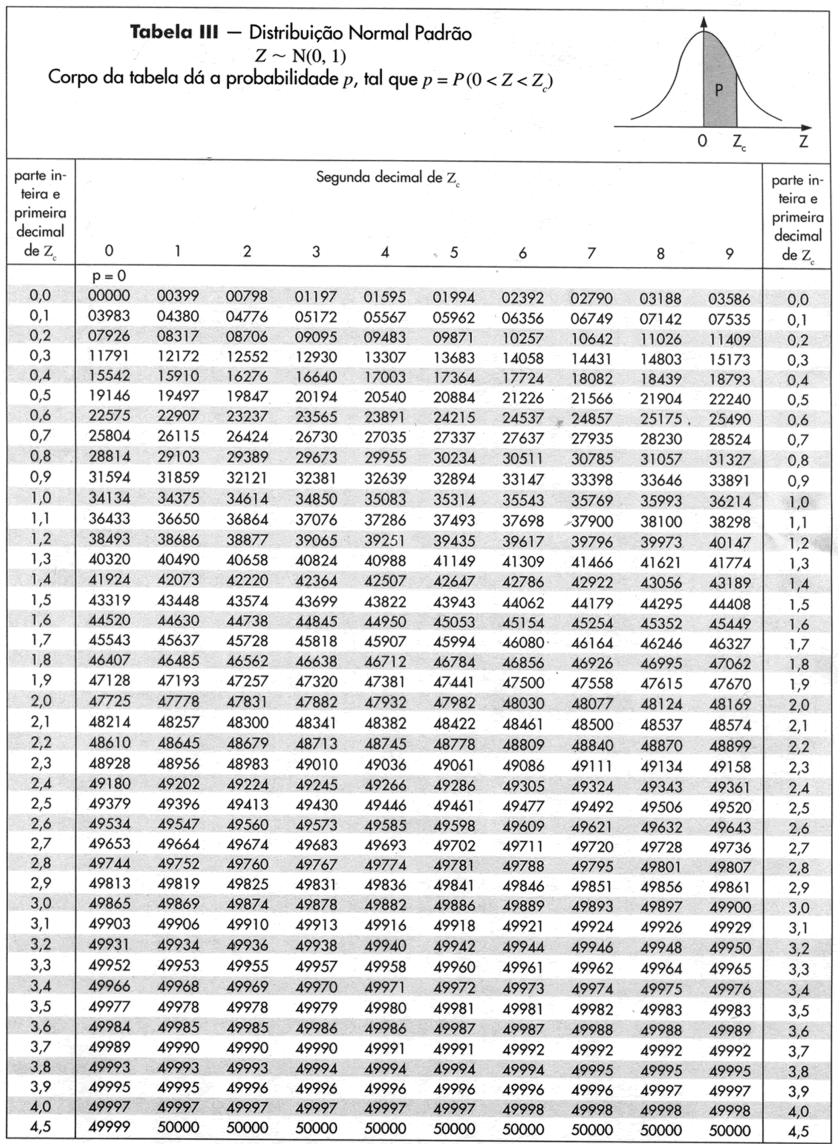 Tabela III — Distribuição Normal Padrão
Z ~ N(0, 1)
Corpo da tabela dá a probabilidade p, tal que p = P(0 < Z < Zc)
P
0 Zc Z
parte in-
teira e
primeira
decimal
de Zc
Segunda decimal de Zc
parte in-
teira e
primeira
decimal
de Zc
0 1 2 3 4 5 6 7 8 9
p = 0
0,0 00000 00399 00798 01197 01595 01994 02392 02790 03188 03586 0,0
0,1 03983 04380 04776 05172 05567 05962 06356 06749 07142 07535 0,1
0,2 07926 08317 08706 09095 09483 09871 10257 10642 11026 11409 0,2
0,3 11791 12172 12552 12930 13307 13683 14058 14431 14803 15173 0,3
0,4 15542 15910 16276 16640 17003 17364 17724 18082 18439 18793 0,4
0,5 19146 19497 19847 20194 20540 20884 21226 21566 21904 22240 0,5
0,6 22575 22907 23237 23565 23891 24215 24537 24857 25175 25490 0,6
0,7 25804 26115 26424 26730 27035 27337 27637 27935 28230 28524 0,7
0,8 28814 29103 29389 29673 29955 30234 30511 30785 31057 31327 0,8
0,9 31594 31859 32121 32381 32639 32894 33147 33398 33646 33891 0,9
1,0 34134 34375 34614 34850 35083 35314 35543 35769 35993 36214 1,0
1,1 36433 36650 36864 37076 37286 37493 37698 37900 38100 38298 1,1
1,2 38493 38686 38877 39065 39251 39435 39617 39796 39973 40147 1,2
1,3 40320 40490 40658 40824 40988 41149 41309 41466 41621 41774 1,3
1,4 41924 42073 42220 42364 42507 42647 42786 42922 43056 43189 1,4
1,5 43319 43448 43574 43699 43822 43943 44062 44179 44295 44408 1,5
1,6 44520 44630 44738 44845 44950 45053 45154 45254 45352 45449 1,6
1,7 45543 45637 45728 45818 45907 45994 46080 46164 46246 46327 1,7
1,8 46407 46485 46562 46638 46712 46784 46856 46926 46995 47062 1,8
1,9 47128 47193 47257 47320 47381 47441 47500 47558 47615 47670 1,9
2,0 47725 47778 47831 47882 47932 47982 48030 48077 48124 48169 2,0
2,1 48214 48257 48300 48341 48382 48422 48461 48500 48537 48574 2,1
2,2 48610 48645 48679 48713 48745 48778 48809 48840 48870 48899 2,2
2,3 48928 48956 48983 49010 49036 49061 49086 49111 49134 49158 2,3
2,4 49180 49202 49224 49245 49266 49286 49305 49324 49343 49361 2,4
2,5 49379 49396 49413 49430 49446 49461 49477 49492 49506 49520 2,5
2,6 49534 49547 49560 49573 49585 49598 49609 49621 49632 49643 2,6
2,7 49653 49664 49674 49683 49693 49702 49711 49720 49728 49736 2,7
2,8 49744 49752 49760 49767 49774 49781 49788 49795 49801 49807 2,8
2,9 49813 49819 49825 49831 49836 49841 49846 49851 49856 49861 2,9
3,0 49865 49869 49874 49878 49882 49886 49889 49893 49897 49900 3,0
3,1 49903 49906 49910 49913 49916 49918 49921 49924 49926 49929 3,1
3,2 49931 49934 49936 49938 49940 49942 49944 49946 49948 49950 3,2
3,3 49952 49953 49955 49957 49958 49960 49961 49962 49964 49965 3,3
3,4 49966 49968 49969 49970 49971 49972 49973 49974 49975 49976 3,4
3,5 49977 49978 49978 49979 49980 49981 49981 49982 49983 49983 3,5
3,6 49984 49985 49985 49986 49986 49987 49987 49988 49988 49989 3,6
3,7 49989 49990 49990 49990 49991 49991 49992 49992 49992 49992 3,7
3,8 49993 49993 49993 49994 49994 49994 49994 49995 49995 49995 3,8
3,9 49995 49995 49996 49996 49996 49996 49996 49996 49997 49997 3,9
4,0 49997 49997 49997 49997 49997 49997 49998 49998 49998 49998 4,0
4,5 49999 50000 50000 50000 50000 50000 50000 50000 50000 50000 4,5